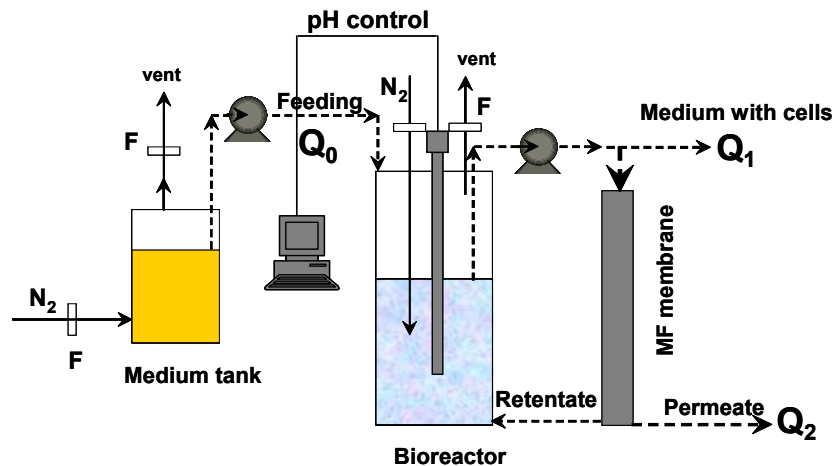 pH control
vent
vent
N2
Feeding
F
Medium with cells
F
Q0
Q1
MF membrane
N2
F
Medium tank
Retentate
Permeate
Q2
Bioreactor